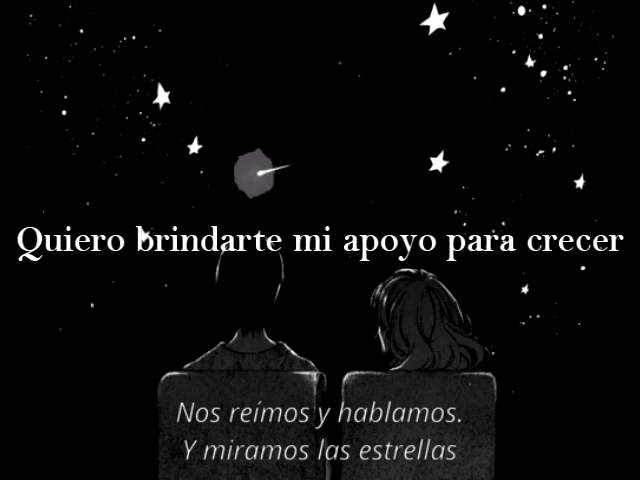 Quiero brindarte mi apoyo para crecer
Nos reímos y hablamos.
Y miramos las estrellas